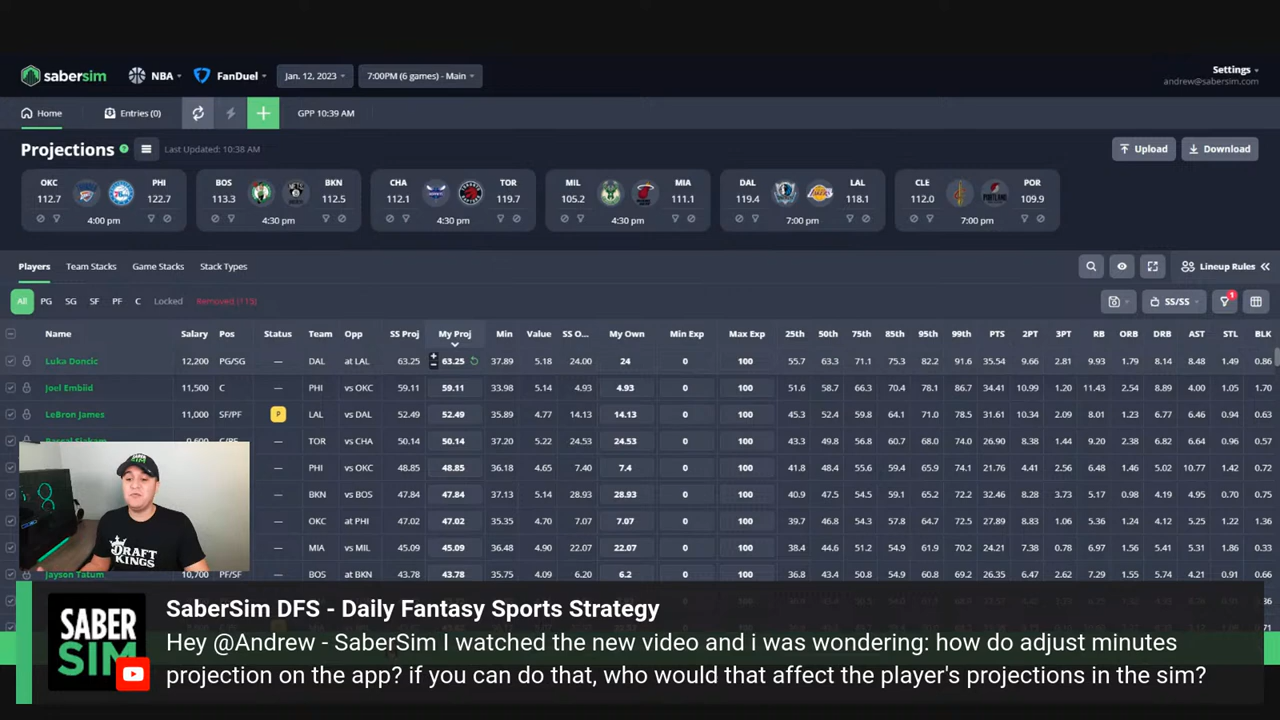 sabersim NBA FanDuel Jan. 12, 2023 7:00PM (6 games) - Main Settings
andrew@sabersim.com
Home Entries (0) GPP 10:39 AM
Projections Last Updated: 10:38 AM Upload Download
OKC PHI BOS BKN CHA TOR MIL MIA DAL LAL CLE POR
112.7 122.7 113.3 112.5 112.1 119.7 105.2 111.1 119.4 118.1 112.0 109.9
4:00 pm 4:30 pm 4:30 pm 4:30 pm 7:00 pm 7:00 pm
Players Team Stacks Game Stacks Stack Types Lineup Rules
All PG SG SF PF C Locked Removed (115) SS/SS 1
Name Salary Pos Status Team Opp SS Proj My Proj Min Value SS O... My Own Min Exp Max Exp 25th 50th 75th 85th 95th 99th PTS 2PT 3PT RB ORB DRB AST STL BLK
Luka Doncic 12,200 PG/SG — DAL at LAL 63.25 63.25 37.89 5.18 24.00 24 0 100 55.7 63.3 71.1 75.3 82.2 91.6 35.54 9.66 2.81 9.93 1.79 8.14 8.48 1.49 0.86
Joel Embiid 11,500 C — PHI vs OKC 59.11 59.11 33.98 5.14 4.93 4.93 0 100 51.6 58.7 66.3 70.4 78.1 86.7 34.41 10.99 1.20 11.43 2.54 8.89 4.00 1.05 1.70
LeBron James 11,000 SF/PF P LAL vs DAL 52.49 52.49 35.89 4.77 14.13 14.13 0 100 45.3 52.4 59.8 64.1 71.0 78.5 31.61 10.34 2.09 8.01 1.23 6.77 6.46 0.94 0.63
TOR vs CHA 50.14 50.14 37.20 5.22 24.53 24.53 0 100 43.3 49.8 56.8 60.7 68.0 74.0 26.90 8.38 1.44 9.20 2.38 6.82 6.64 0.96 0.57
— PHI vs OKC 48.85 48.85 36.18 4.65 7.40 7.4 0 100 41.8 48.4 55.6 59.4 65.9 74.1 21.76 4.41 2.56 6.48 1.46 5.02 10.77 1.42 0.72
— BKN vs BOS 47.84 47.84 37.13 5.14 28.93 28.93 0 100 40.9 47.5 54.5 59.1 65.2 72.2 32.46 8.28 3.73 5.17 0.98 4.19 4.95 0.70 0.75
— OKC at PHI 47.02 47.02 35.35 4.70 7.07 7.07 0 100 39.7 46.8 54.3 57.8 64.7 72.5 27.89 8.83 1.06 5.36 1.24 4.12 5.25 1.22 1.36
— MIA vs MIL 45.09 45.09 36.48 4.90 22.07 22.07 0 100 38.4 44.6 51.2 54.9 61.9 70.2 24.21 7.38 0.78 6.97 1.56 5.41 5.31 1.86 0.33
Jayson Tatum 10,700 PF/SF — BOS at BKN 43.78 43.78 35.75 4.09 6.20 6.2 0 100 36.8 43.4 50.5 54.0 60.8 69.2 26.35 6.47 2.62 7.29 1.55 5.74 4.21 0.91 0.66
8
DRAFT
KINGS
SABER
SIM
SaberSim DFS - Daily Fantasy Sports Strategy
Hey @Andrew - SaberSim I watched the new video and i was wondering: how do adjust minutes
projection on the app? if you can do that, who would that affect the player's projections in the sim?